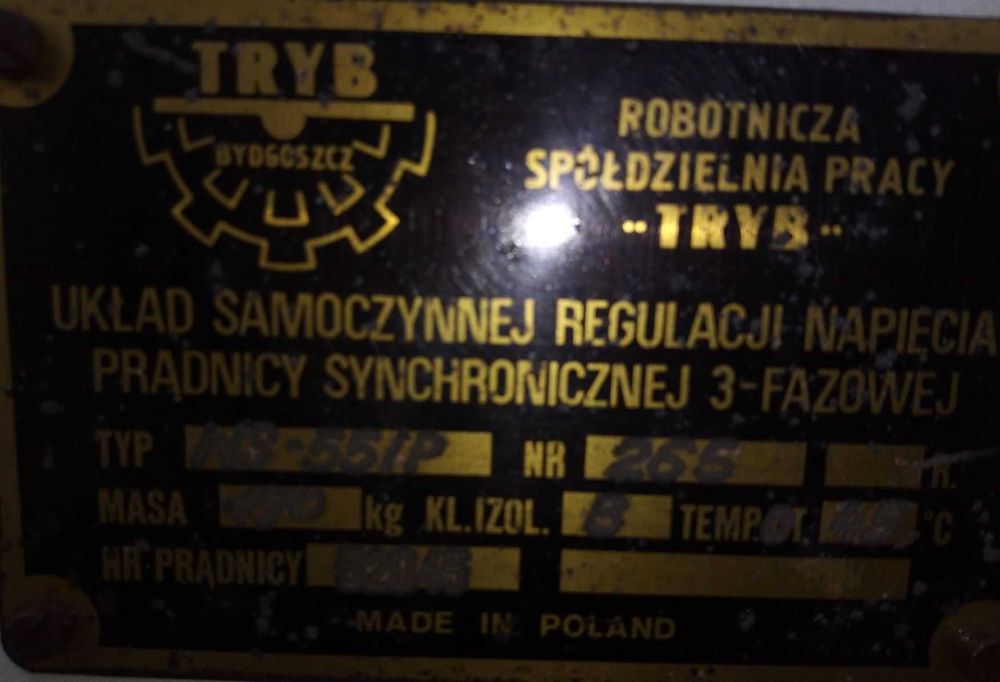 TRYB
BYDGOSZCZ
ROBOTNICZA
SPÓŁDZIELNIA PRACY
"TRYB"
UKŁAD SAMOCZYNNEJ REGULACJI NAPIĘCIA
PRĄDNICY SYNCHRONICZNEJ 3-FAZOWEJ
TYP NR 265 R.
MASA kg KL.IZOL. B TEMP.OT. °C
NR PRĄDNICY
MADE IN POLAND